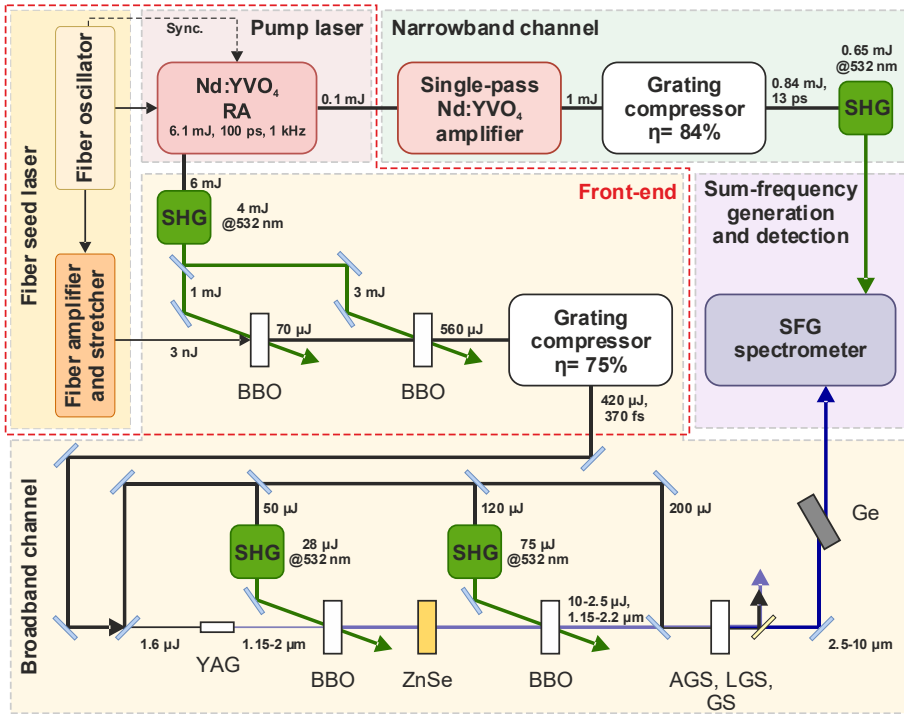 Sync.
Pump laser
Narrowband channel
Fiber seed laser
Fiber oscillator
Nd:YVO₄
RA
6.1 mJ, 100 ps, 1 kHz
0.1 mJ
Single-pass
Nd:YVO₄
amplifier
1 mJ
Grating
compressor
η= 84%
0.84 mJ,
13 ps
0.65 mJ
@532 nm
SHG
6 mJ
SHG
4 mJ
@532 nm
Front-end
Sum-frequency
generation
and detection
1 mJ
3 mJ
Fiber amplifier
and stretcher
3 nJ
70 µJ
BBO
560 µJ
BBO
Grating
compressor
η= 75%
SFG
spectrometer
420 µJ,
370 fs
Broadband channel
50 µJ
120 µJ
200 µJ
Ge
SHG
28 µJ
@532 nm
SHG
75 µJ
@532 nm
10-2.5 µJ,
1.15-2.2 µm
1.6 µJ
YAG
1.15-2 µm
BBO
ZnSe
BBO
AGS, LGS,
GS
2.5-10 µm